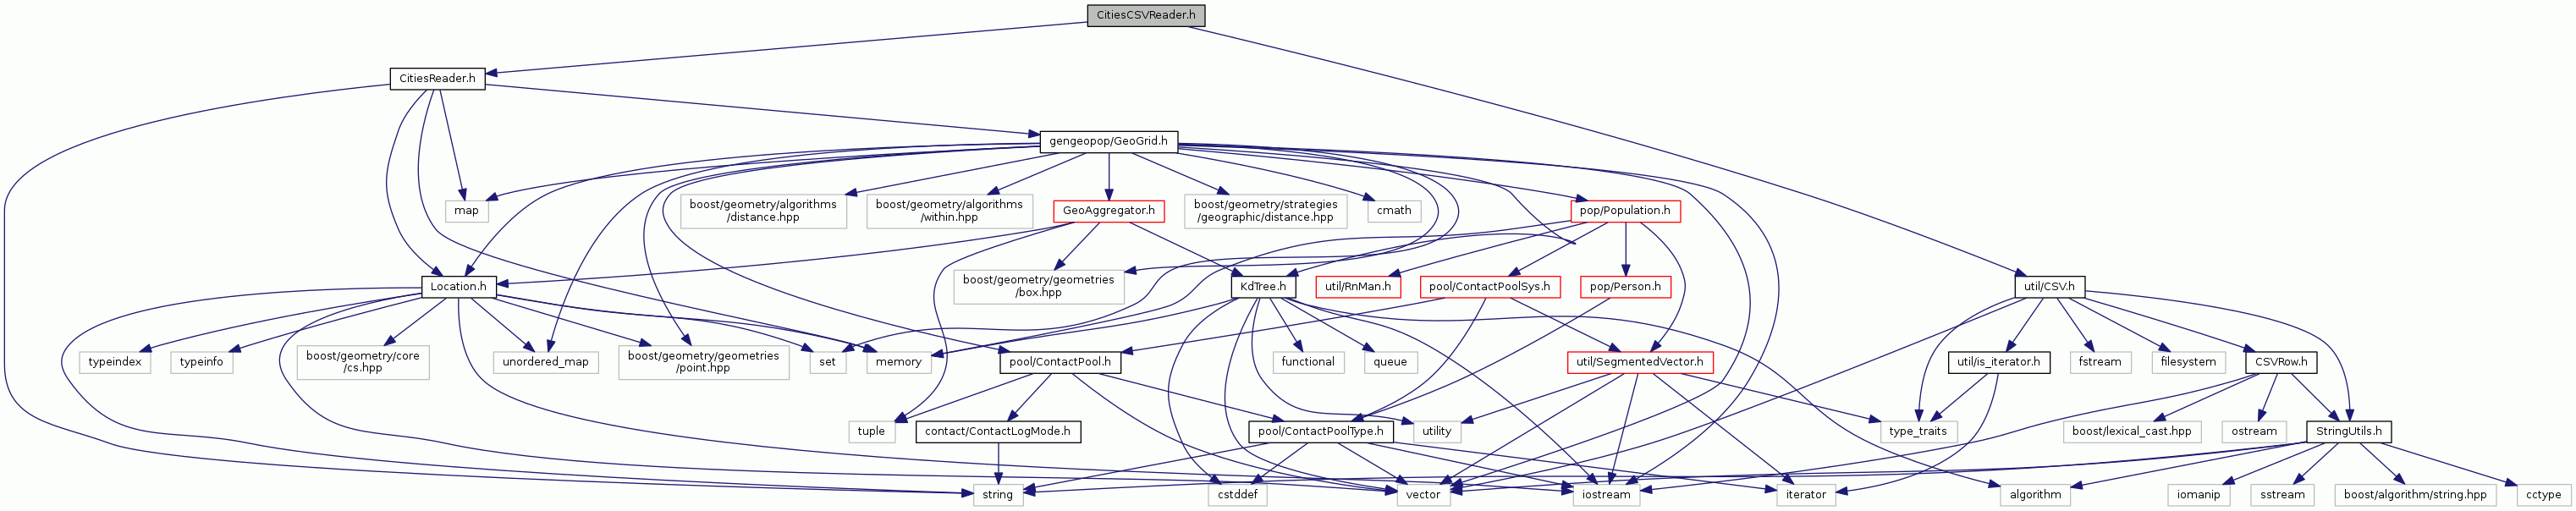 CitiesCSVReader.h
CitiesReader.h
gengeopop/GeoGrid.h
map
boost/geometry/algorithms
/distance.hpp
boost/geometry/algorithms
/within.hpp
GeoAggregator.h
boost/geometry/strategies
/geographic/distance.hpp
cmath
pop/Population.h
Location.h
boost/geometry/geometries
/box.hpp
KdTree.h
util/RnMan.h
pool/ContactPoolSys.h
pop/Person.h
util/CSV.h
typeindex
typeinfo
boost/geometry/core
/cs.hpp
unordered_map
boost/geometry/geometries
/point.hpp
set
memory
pool/ContactPool.h
functional
queue
util/SegmentedVector.h
util/is_iterator.h
fstream
filesystem
CSVRow.h
tuple
contact/ContactLogMode.h
pool/ContactPoolType.h
utility
type_traits
boost/lexical_cast.hpp
ostream
StringUtils.h
string
cstddef
vector
iostream
iterator
algorithm
iomanip
sstream
boost/algorithm/string.hpp
cctype